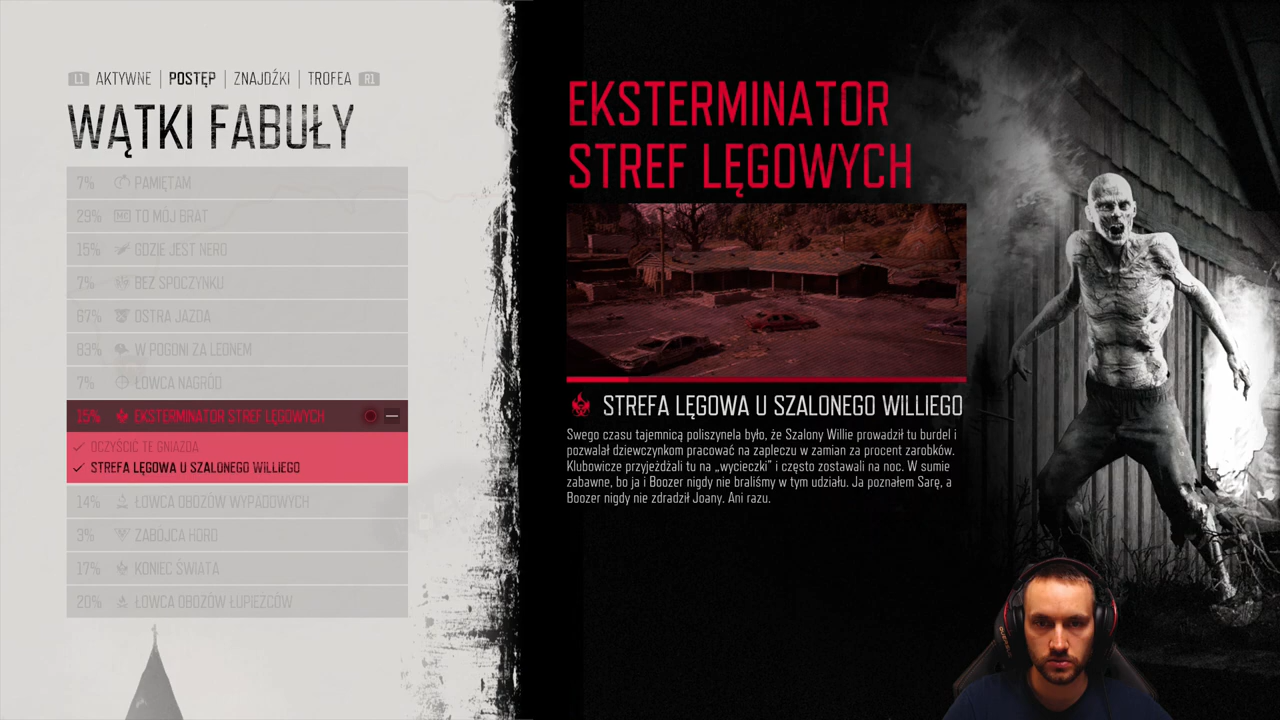 L1 AKTYWNE | POSTĘP | ZNAJDŹKI | TROFEA R1
WĄTKI FABUŁY
7% PAMIĘTAM
29% MC TO MÓJ BRAT
15% GDZIE JEST NERO
7% BEZ SPOCZYNKU
67% OSTRA JAZDA
83% W POGONI ZA LEONEM
7% ŁOWCA NAGRÓD
15% EKSTERMINATOR STREF LĘGOWYCH
OCZYŚCIĆ TE GNIAZDA
STREFA LĘGOWA U SZALONEGO WILLIEGO
14% ŁOWCA OBOZÓW WYPADOWYCH
3% ZABÓJCA HORD
17% KONIEC ŚWIATA
20% ŁOWCA OBOZÓW ŁUPIEŻCÓW
EKSTERMINATOR
STREF LĘGOWYCH
STREFA LĘGOWA U SZALONEGO WILLIEGO
Swego czasu tajemnicą poliszynela było, że Szalony Willie prowadził tu burdel i
pozwalał dziewczynkom pracować na zapleczu w zamian za procent zarobków.
Klubowicze przyjeżdżali tu na „wycieczki” i często zostawali na noc. W sumie
zabawne, bo ja i Boozer nigdy nie braliśmy w tym udziału. Ja poznałem Sarę, a
Boozer nigdy nie zdradził Joany. Ani razu.